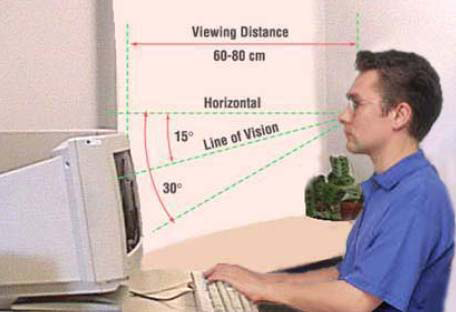 Viewing Distance
60-80 cm
Horizontal
15°
Line of Vision
30°